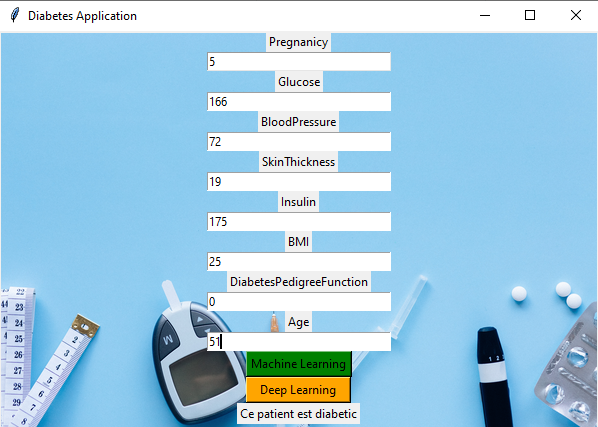 Diabetes Application
Pregnanicy
5
Glucose
166
BloodPressure
72
SkinThickness
19
Insulin
175
BMI
25
DiabetesPedigreeFunction
0
Age
51
Machine Learning
Deep Learning
Ce patient est diabetic